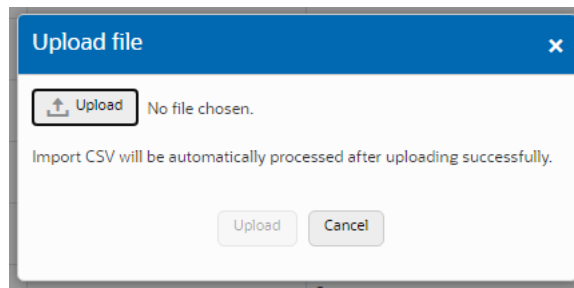 Upload file
Upload No file chosen.
Import CSV will be automatically processed after uploading successfully.
Upload Cancel